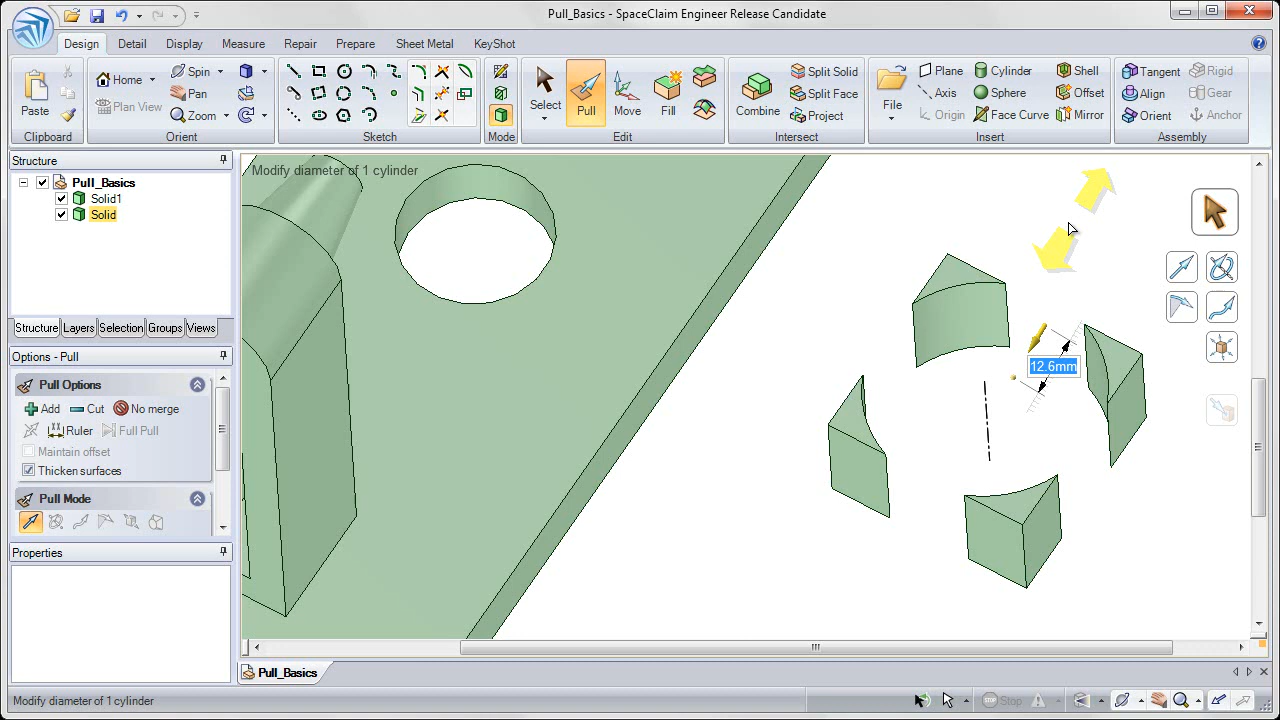 Pull_Basics - SpaceClaim Engineer Release Candidate
Design Detail Display Measure Repair Prepare Sheet Metal KeyShot
Paste
Clipboard
Home Spin
Plan View Pan
Zoom
Orient
Sketch
Mode
Select Pull Move Fill
Edit
Combine
Split Solid
Split Face
Project
Intersect
File
Plane Cylinder Shell
Axis Sphere Offset
Origin Face Curve Mirror
Insert
Tangent Rigid
Align Gear
Orient Anchor
Assembly
Structure
Pull_Basics
Solid1
Solid
Structure Layers Selection Groups Views
Options - Pull
Pull Options
Add Cut No merge
Ruler Full Pull
Maintain offset
Thicken surfaces
Pull Mode
Properties
Modify diameter of 1 cylinder
12.6mm
Pull_Basics
Modify diameter of 1 cylinder
Stop